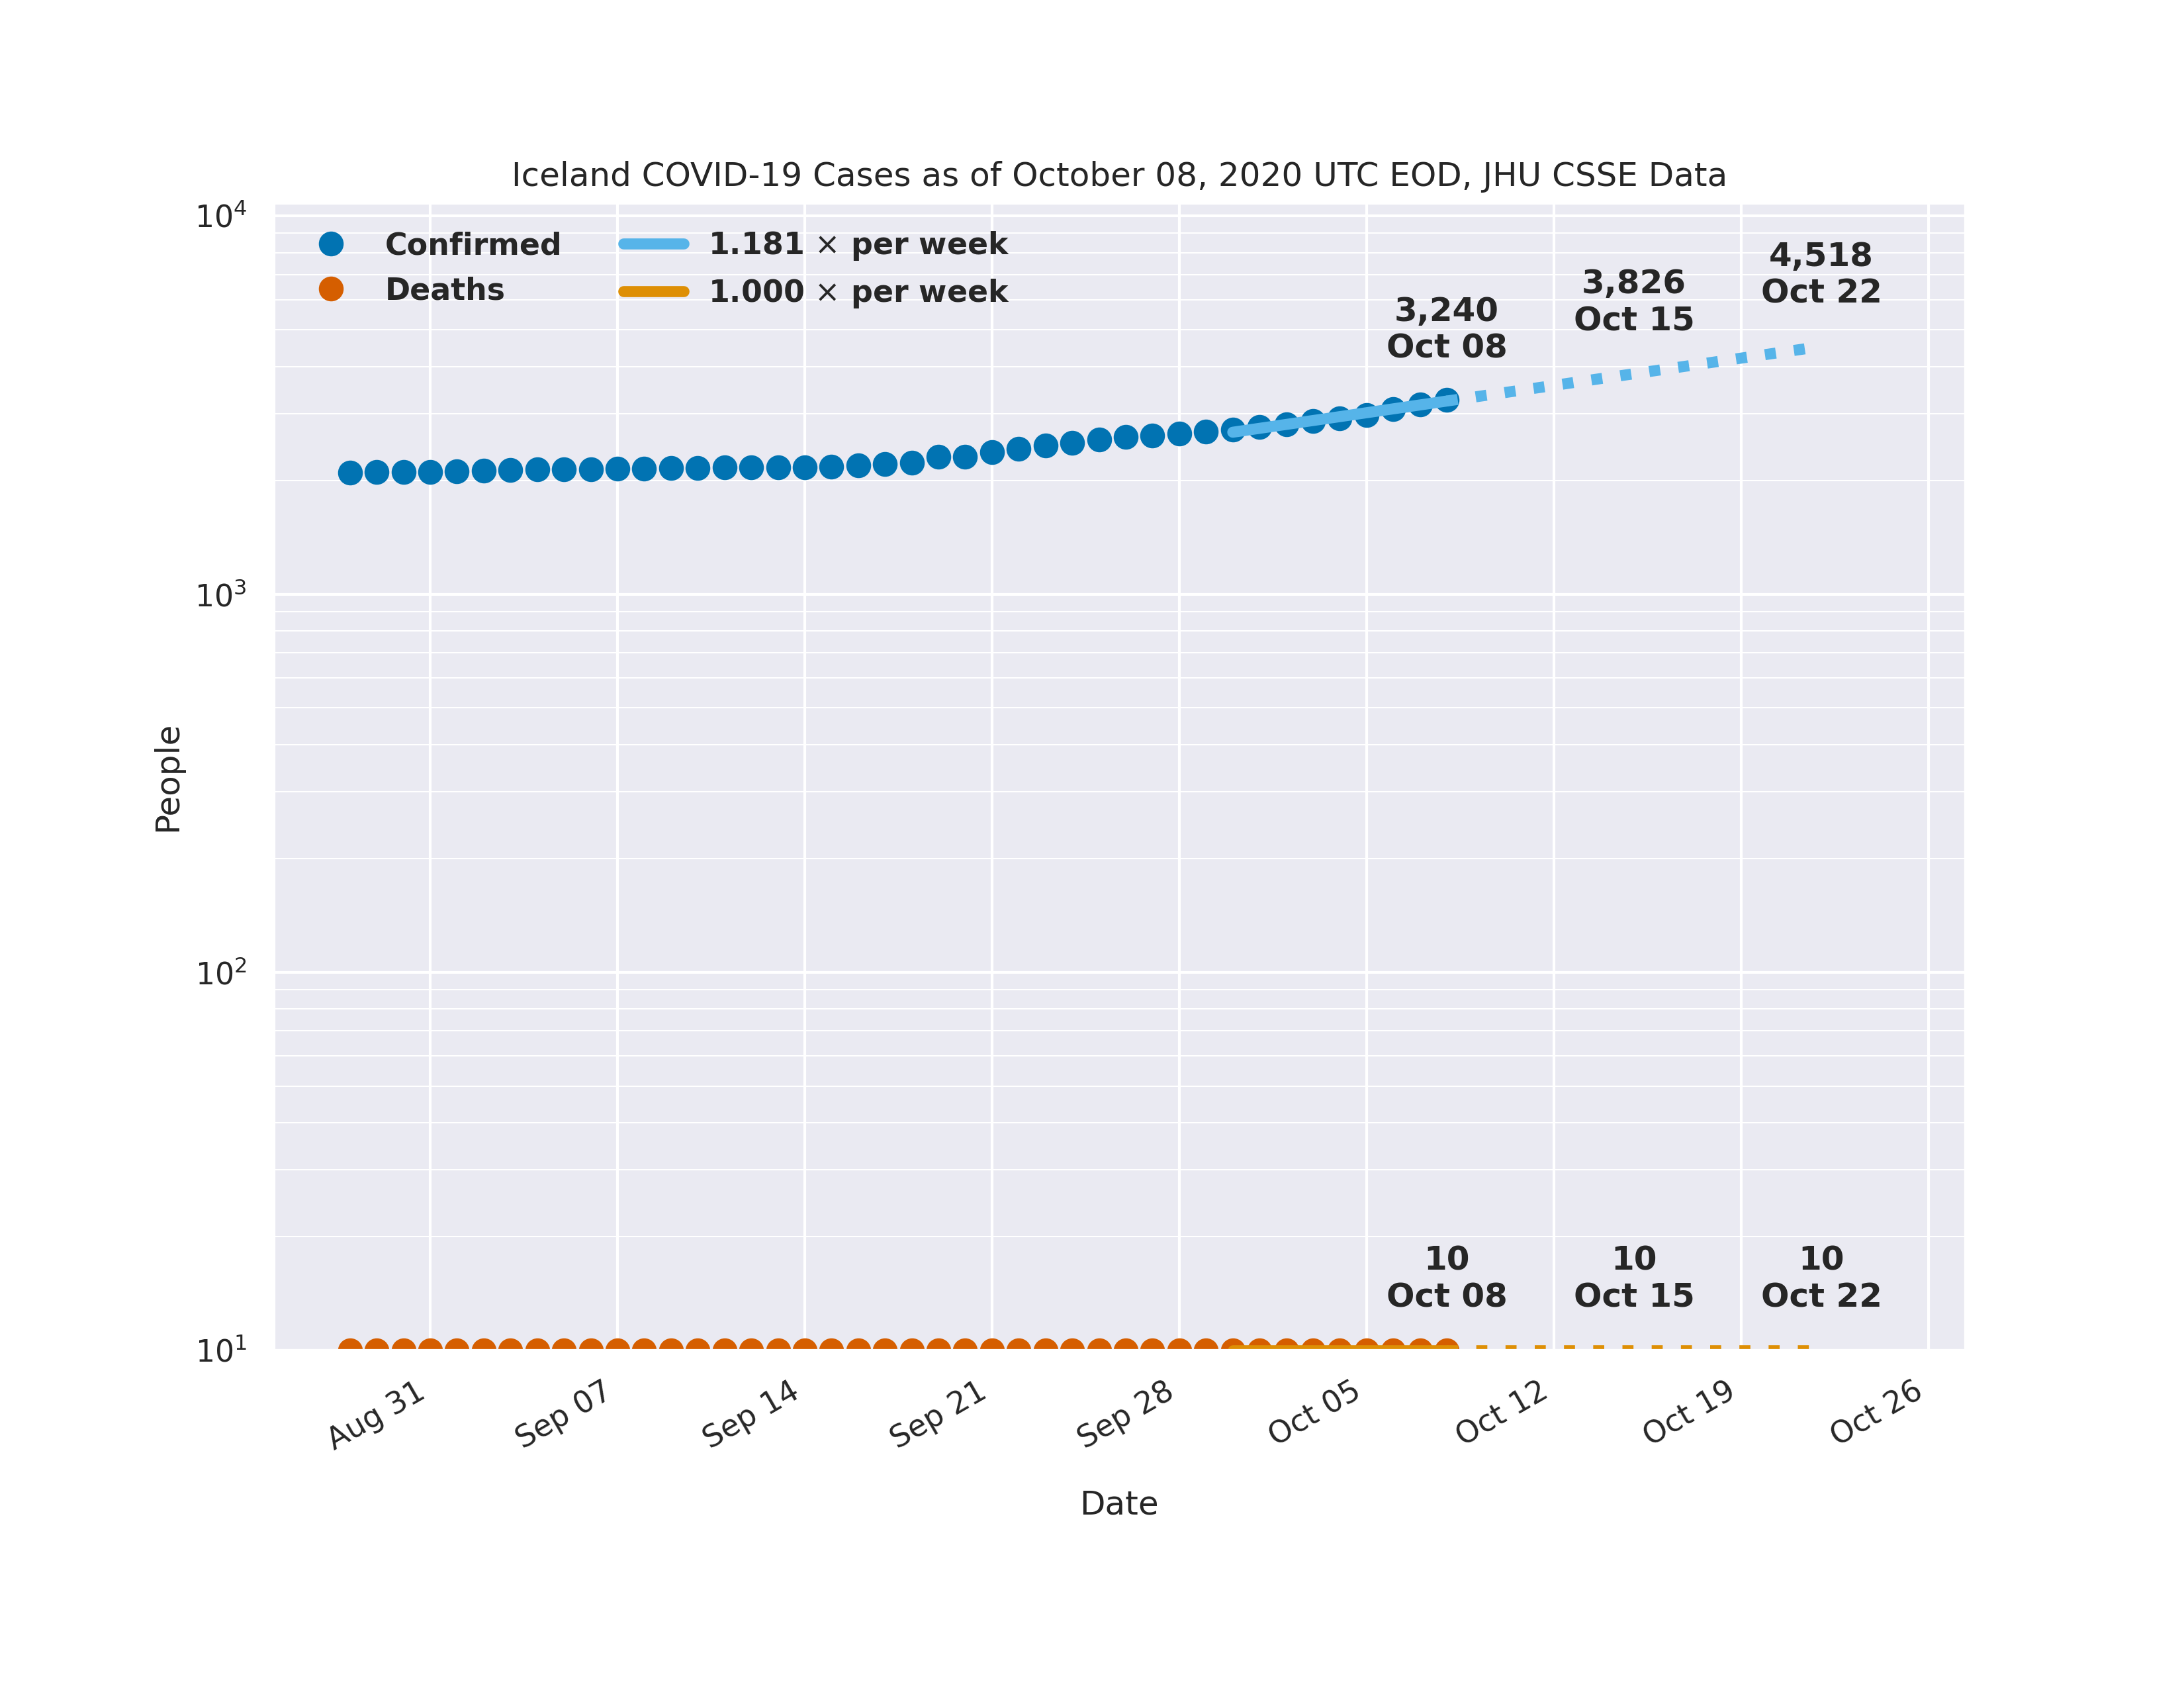 Iceland COVID-19 Cases as of October 08, 2020 UTC EOD, JHU CSSE Data
10⁴
Confirmed
Deaths
1.181 × per week
1.000 × per week
3,240
Oct 08
3,826
Oct 15
4,518
Oct 22
10³
People
10²
10
Oct 08
10
Oct 15
10
Oct 22
10¹
Aug 31
Sep 07
Sep 14
Sep 21
Sep 28
Oct 05
Oct 12
Oct 19
Oct 26
Date